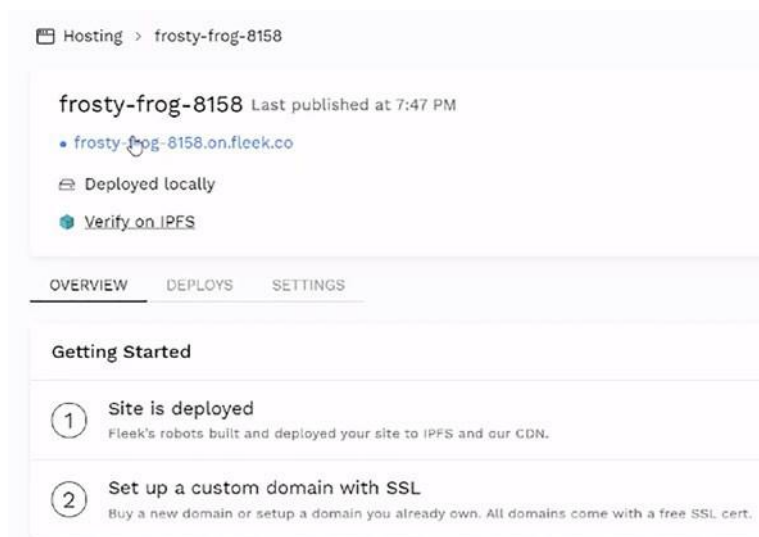 Hosting > frosty-frog-8158
frosty-frog-8158 Last published at 7:47 PM
• frosty-frog-8158.on.fleek.co
Deployed locally
Verify on IPFS
OVERVIEW DEPLOYS SETTINGS
Getting Started
1 Site is deployed
Fleek's robots built and deployed your site to IPFS and our CDN.
2 Set up a custom domain with SSL
Buy a new domain or setup a domain you already own. All domains come with a free SSL cert.